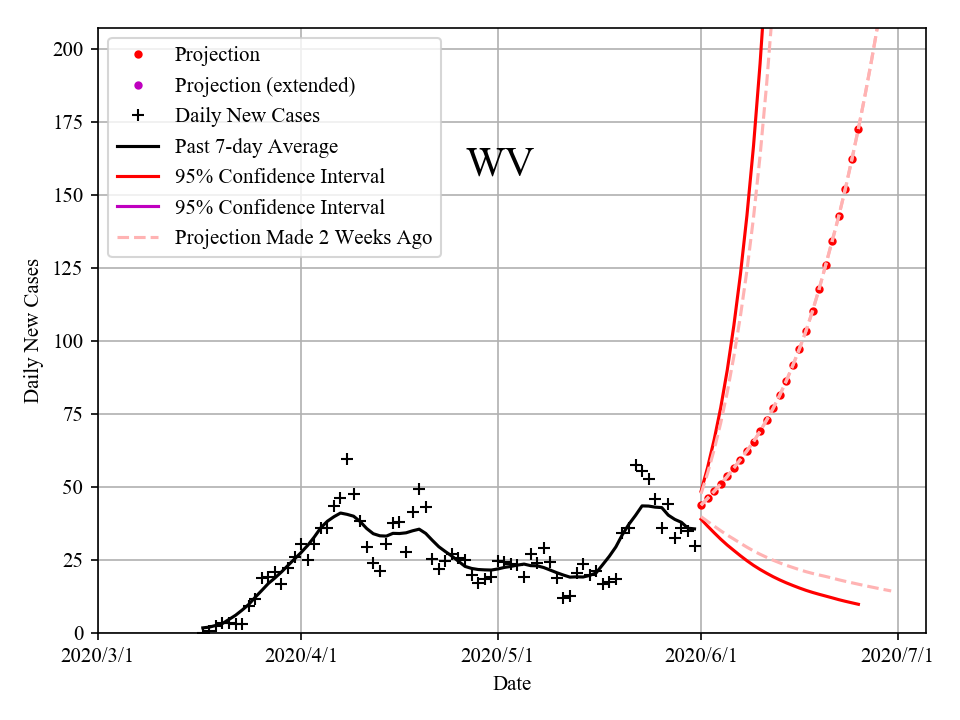 200
175
150
125
100
75
50
25
0
Daily New Cases
Projection
Projection (extended)
Daily New Cases
Past 7-day Average
95% Confidence Interval
95% Confidence Interval
Projection Made 2 Weeks Ago
WV
2020/3/1 2020/4/1 2020/5/1 2020/6/1 2020/7/1
Date